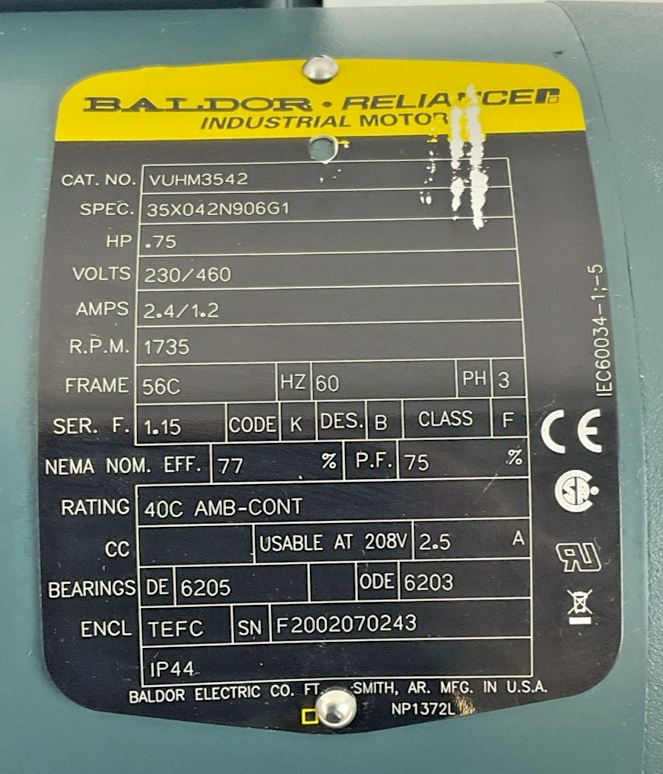 BALDOR · RELIANCE
INDUSTRIAL MOTOR
CAT. NO. VUHM3542
SPEC. 35X042N906G1
HP .75
VOLTS 230/460
AMPS 2.4/1.2
R.P.M. 1735
FRAME 56C HZ 60 PH 3
SER. F. 1.15 CODE K DES. B CLASS F
NEMA NOM. EFF. 77 % P.F. 75 %
RATING 40C AMB-CONT
CC USABLE AT 208V 2.5 A
BEARINGS DE 6205 ODE 6203
ENCL TEFC SN F2002070243
IP44
BALDOR ELECTRIC CO. FT. SMITH, AR. MFG. IN U.S.A.
NP1372L
IEC60034-1;-5
CE